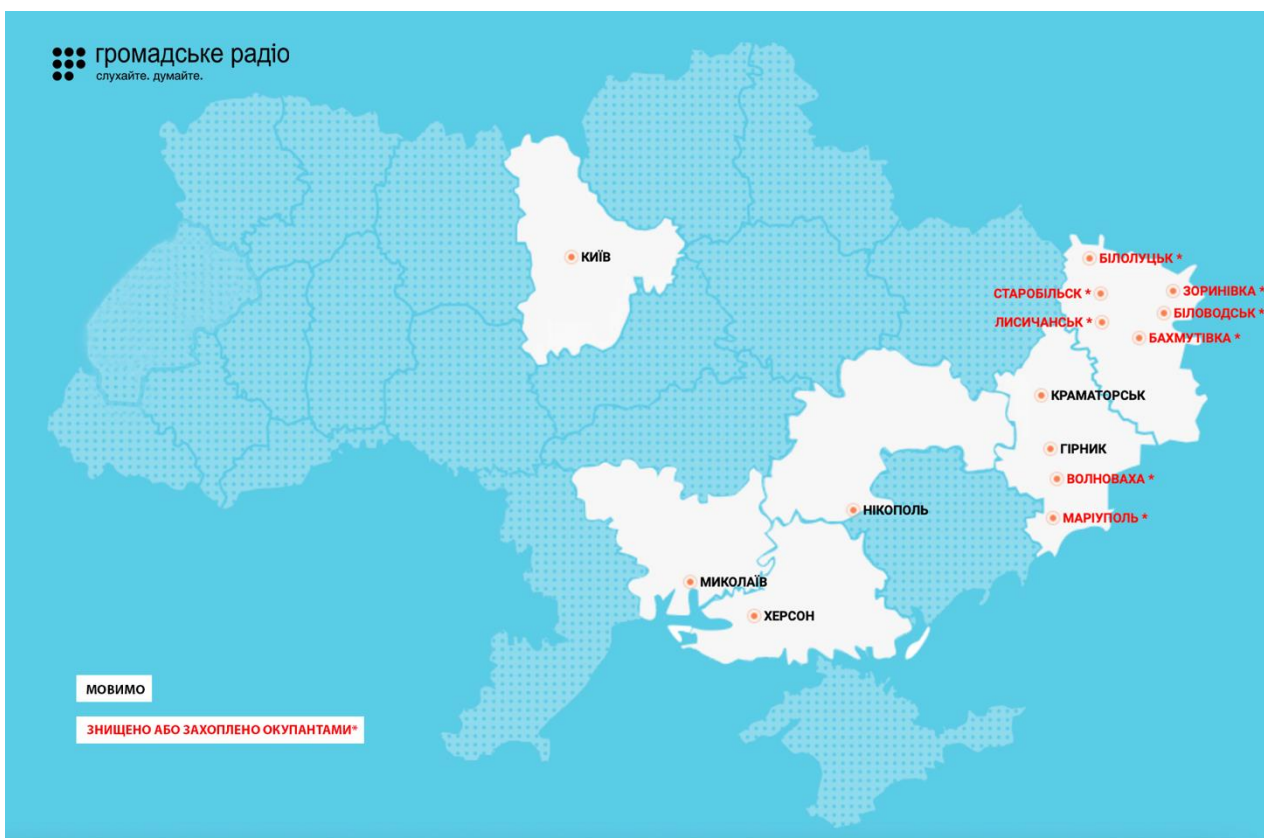 громадське радіо
слухайте. думайте.
КИЇВ
БІЛОЛУЦЬК *
СТАРОБІЛЬСК *
ЗОРИНІВКА *
БІЛОВОДСЬК *
ЛИСИЧАНСЬК *
БАХМУТІВКА *
КРАМАТОРСЬК
ГІРНИК
ВОЛНОВАХА *
НІКОПОЛЬ
МАРІУПОЛЬ *
МИКОЛАЇВ
ХЕРСОН
МОВИМО
ЗНИЩЕНО АБО ЗАХОПЛЕНО ОКУПАНТАМИ*